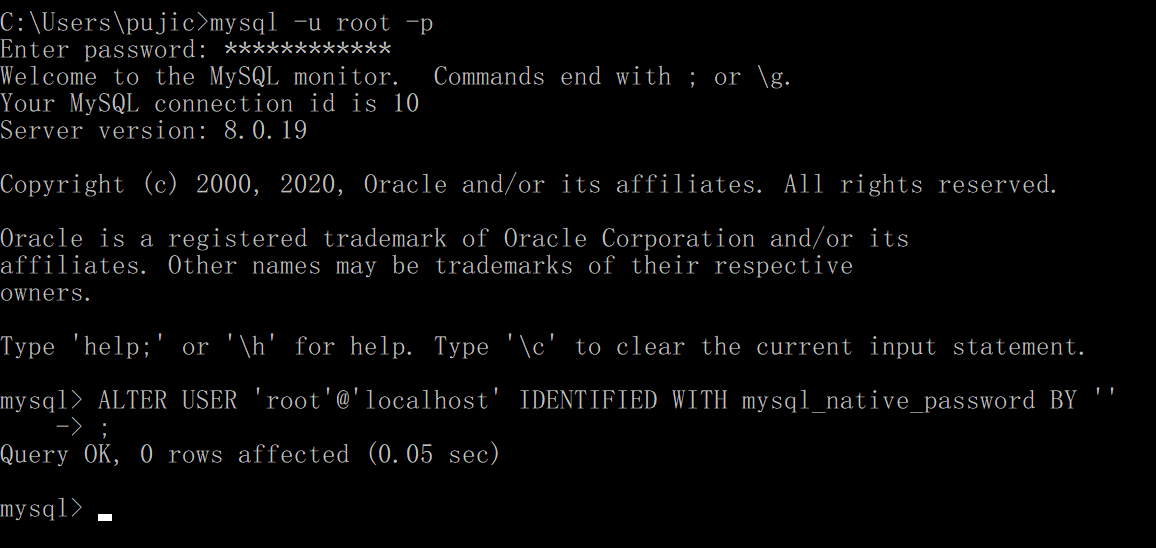 C:\Users\pujic>mysql -u root -p
Enter password: ************
Welcome to the MySQL monitor.  Commands end with ; or \g.
Your MySQL connection id is 10
Server version: 8.0.19
Copyright (c) 2000, 2020, Oracle and/or its affiliates. All rights reserved.
Oracle is a registered trademark of Oracle Corporation and/or its
affiliates. Other names may be trademarks of their respective
owners.
Type 'help;' or '\h' for help. Type '\c' to clear the current input statement.
mysql> ALTER USER 'root'@'localhost' IDENTIFIED WITH mysql_native_password BY ''
    -> ;
Query OK, 0 rows affected (0.05 sec)
mysql>